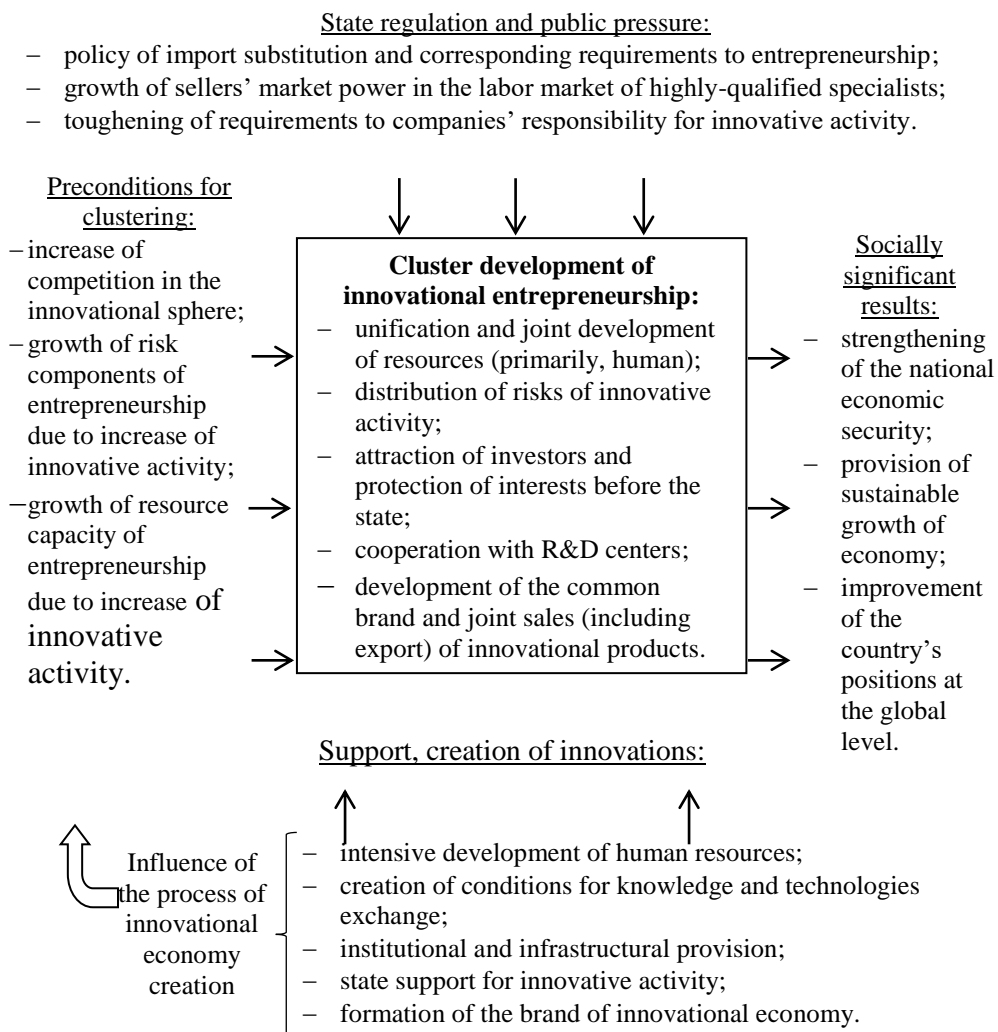 State regulation and public pressure:
– policy of import substitution and corresponding requirements to entrepreneurship;
– growth of sellers’ market power in the labor market of highly-qualified specialists;
– toughening of requirements to companies’ responsibility for innovative activity.
Preconditions for
clustering:
– increase of
competition in the
innovational sphere;
– growth of risk
components of
entrepreneurship
due to increase of
innovative activity;
– growth of resource
capacity of
entrepreneurship
due to increase of
innovative
activity.
Cluster development of
innovational entrepreneurship:
– unification and joint development
of resources (primarily, human);
– distribution of risks of innovative
activity;
– attraction of investors and
protection of interests before the
state;
– cooperation with R&D centers;
– development of the common
brand and joint sales (including
export) of innovational products.
Socially
significant
results:
– strengthening
of the national
economic
security;
– provision of
sustainable
growth of
economy;
– improvement
of the
country’s
positions at
the global
level.
Support, creation of innovations:
Influence of
the process of
innovational
economy
creation
– intensive development of human resources;
– creation of conditions for knowledge and technologies
exchange;
– institutional and infrastructural provision;
– state support for innovative activity;
– formation of the brand of innovational economy.